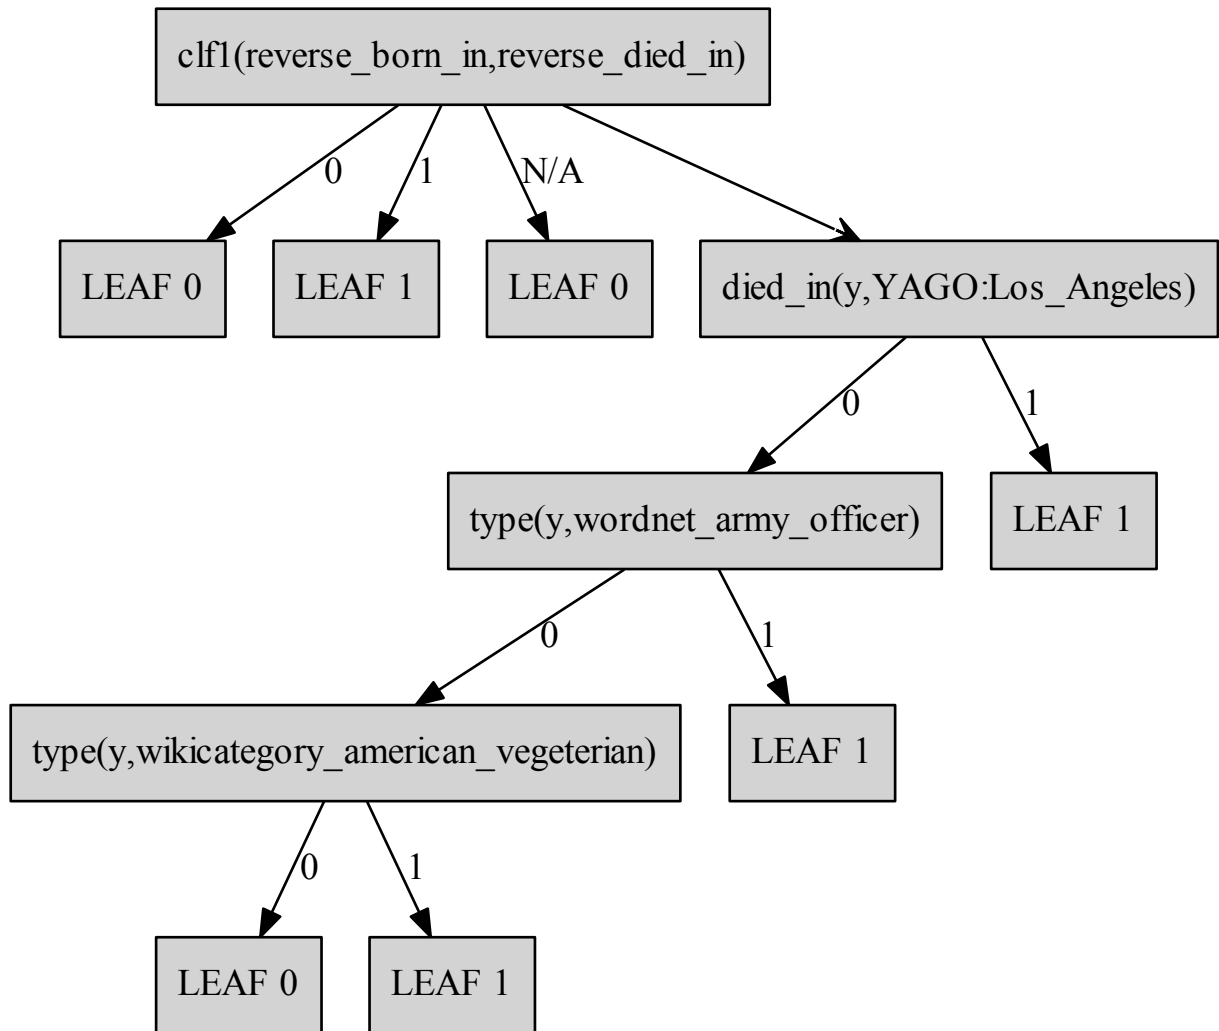 clf1(reverse_born_in,reverse_died_in)
0
1
N/A
LEAF 0
LEAF 1
LEAF 0
died_in(y,YAGO:Los_Angeles)
0
1
type(y,wordnet_army_officer)
LEAF 1
0
1
type(y,wikicategory_american_vegeterian)
LEAF 1
0
1
LEAF 0
LEAF 1